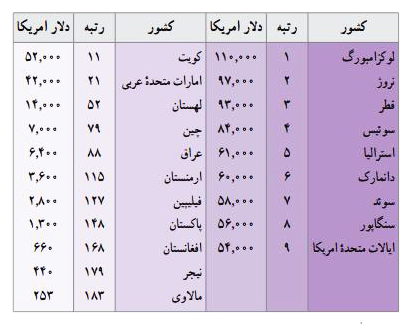 کشور رتبه دلار امریکا کشور رتبه دلار امریکا
لوکزامبورگ ۱ ۱۱۰,۰۰۰ کویت ۱۱ ۵۲,۰۰۰
نروژ ۲ ۹۷,۰۰۰ امارات متحدهٔ عربی ۲۱ ۴۲,۰۰۰
قطر ۳ ۹۳,۰۰۰ لهستان ۵۲ ۱۴,۰۰۰
سوئیس ۴ ۸۴,۰۰۰ چین ۷۹ ۷,۰۰۰
استرالیا ۵ ۶۱,۰۰۰ عراق ۸۸ ۶,۴۰۰
دانمارک ۶ ۶۰,۰۰۰ ارمنستان ۱۱۵ ۳,۶۰۰
سوئد ۷ ۵۸,۰۰۰ فیلیپین ۱۲۷ ۲,۸۰۰
سنگاپور ۸ ۵۶,۰۰۰ پاکستان ۱۴۸ ۱,۳۰۰
ایالات متحدهٔ امریکا ۹ ۵۴,۰۰۰ افغانستان ۱۶۸ ۶۶۰
نیجر ۱۷۹ ۴۴۰
مالاوی ۱۸۳ ۲۵۳